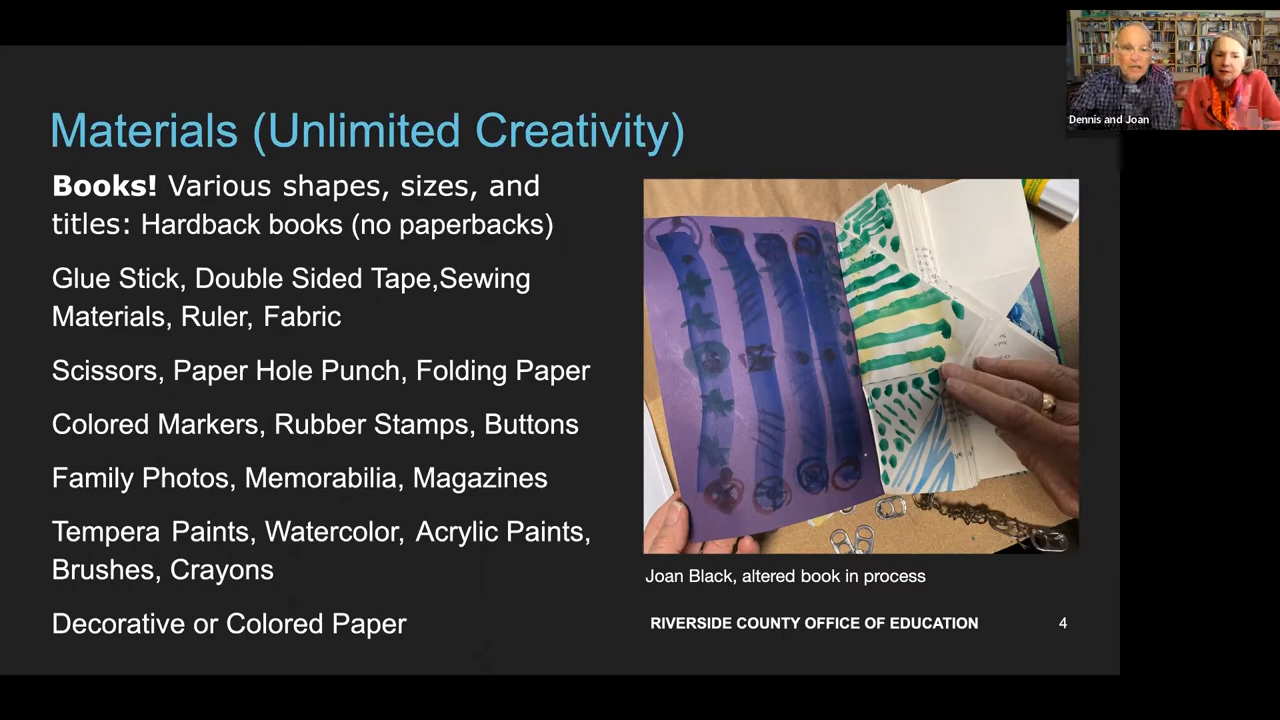 Dennis and Joan
Materials (Unlimited Creativity)
Books! Various shapes, sizes, and
titles: Hardback books (no paperbacks)
Glue Stick, Double Sided Tape,Sewing
Materials, Ruler, Fabric
Scissors, Paper Hole Punch, Folding Paper
Colored Markers, Rubber Stamps, Buttons
Family Photos, Memorabilia, Magazines
Tempera Paints, Watercolor, Acrylic Paints,
Brushes, Crayons
Decorative or Colored Paper
Joan Black, altered book in process
RIVERSIDE COUNTY OFFICE OF EDUCATION
4